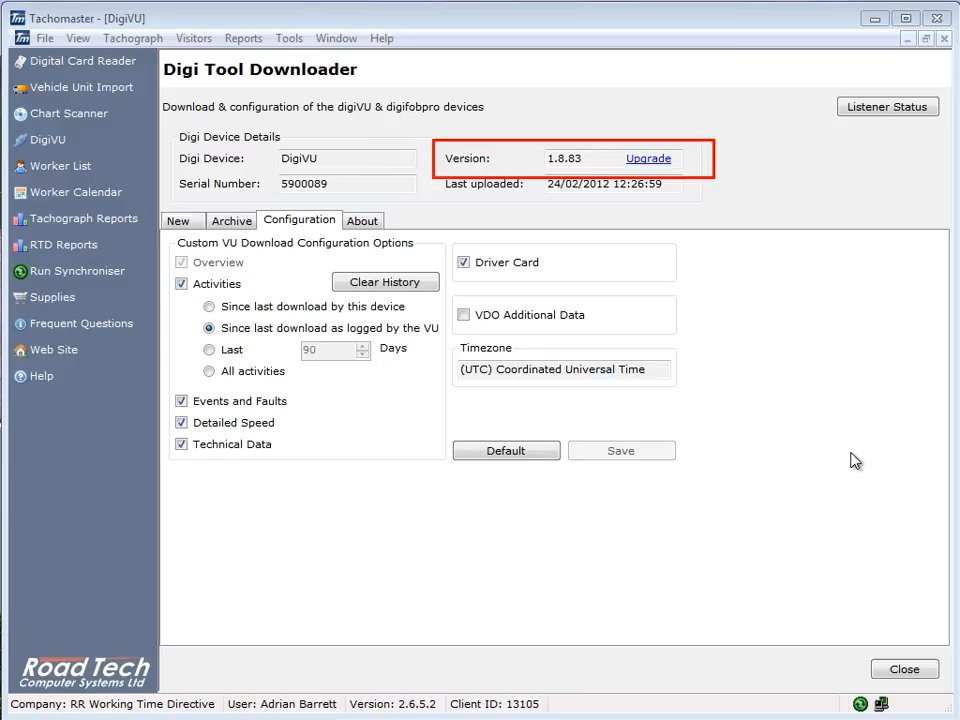 Tachomaster - [DigiVU]
File View Tachograph Visitors Reports Tools Window Help
Digital Card Reader
Vehicle Unit Import
Chart Scanner
DigiVU
Worker List
Worker Calendar
Tachograph Reports
RTD Reports
Run Synchroniser
Supplies
Frequent Questions
Web Site
Help
Road Tech
Computer Systems Ltd
Digi Tool Downloader
Download & configuration of the digiVU & digifobpro devices
Listener Status
Digi Device Details
Digi Device: DigiVU Version: 1.8.83 Upgrade
Serial Number: 5900089 Last uploaded: 24/02/2012 12:26:59
New Archive Configuration About
Custom VU Download Configuration Options
Overview
Activities Clear History
Since last download by this device
Since last download as logged by the VU
Last 90 Days
All activities
Events and Faults
Detailed Speed
Technical Data
Driver Card
VDO Additional Data
Timezone
(UTC) Coordinated Universal Time
Default Save
Close
Company: RR Working Time Directive User: Adrian Barrett Version: 2.6.5.2 Client ID: 13105